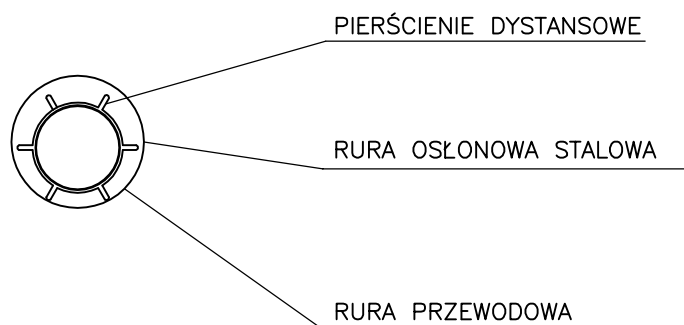 PIERŚCIENIE DYSTANSOWE
RURA OSŁONOWA STALOWA
RURA PRZEWODOWA